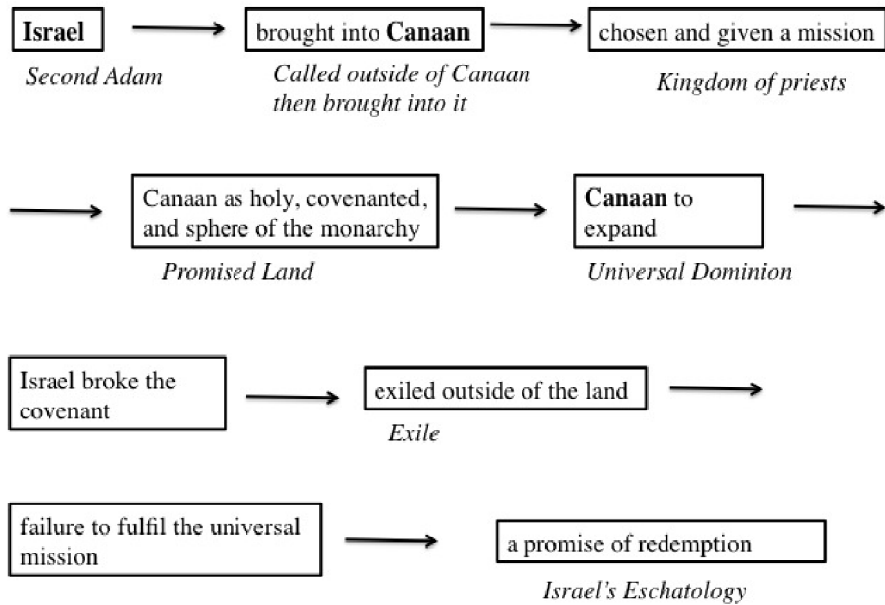 Israel
brought into Canaan
chosen and given a mission
Second Adam
Called outside of Canaan
then brought into it
Kingdom of priests
Canaan as holy, covenanted,
and sphere of the monarchy
Canaan to
expand
Promised Land
Universal Dominion
Israel broke the
covenant
exiled outside of the land
Exile
failure to fulfil the universal
mission
a promise of redemption
Israel's Eschatology